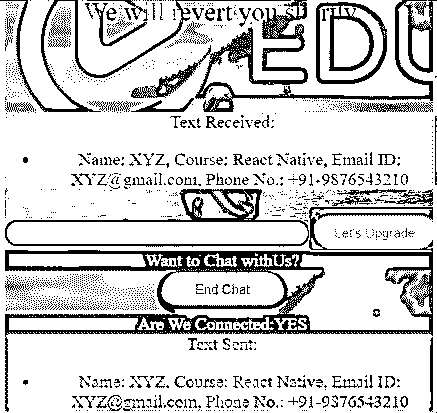 We will revert you shortly
EDU
Text Received:
• Name: XYZ, Course: React Native, Email ID:
XYZ@gmail.com, Phone No.: +91-9876543210
Let's Upgrade
Want to Chat withUs?
End Chat
Are We Connected:YES
Text Sent:
• Name: XYZ, Course: React Native, Email ID:
XYZ@gmail.com, Phone No.: +91-9876543210